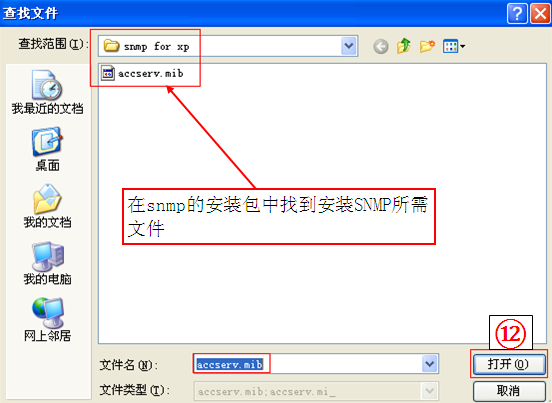 查找文件
查找范围(I):
snmp for xp
accserv.mib
我最近的文档
桌面
我的文档
我的电脑
网上邻居
在snmp的安装包中找到安装SNMP所需
文件
12
文件名(N):
accserv.mib
打开(O)
文件类型(T):
accserv.mib;accserv.mi_
取消